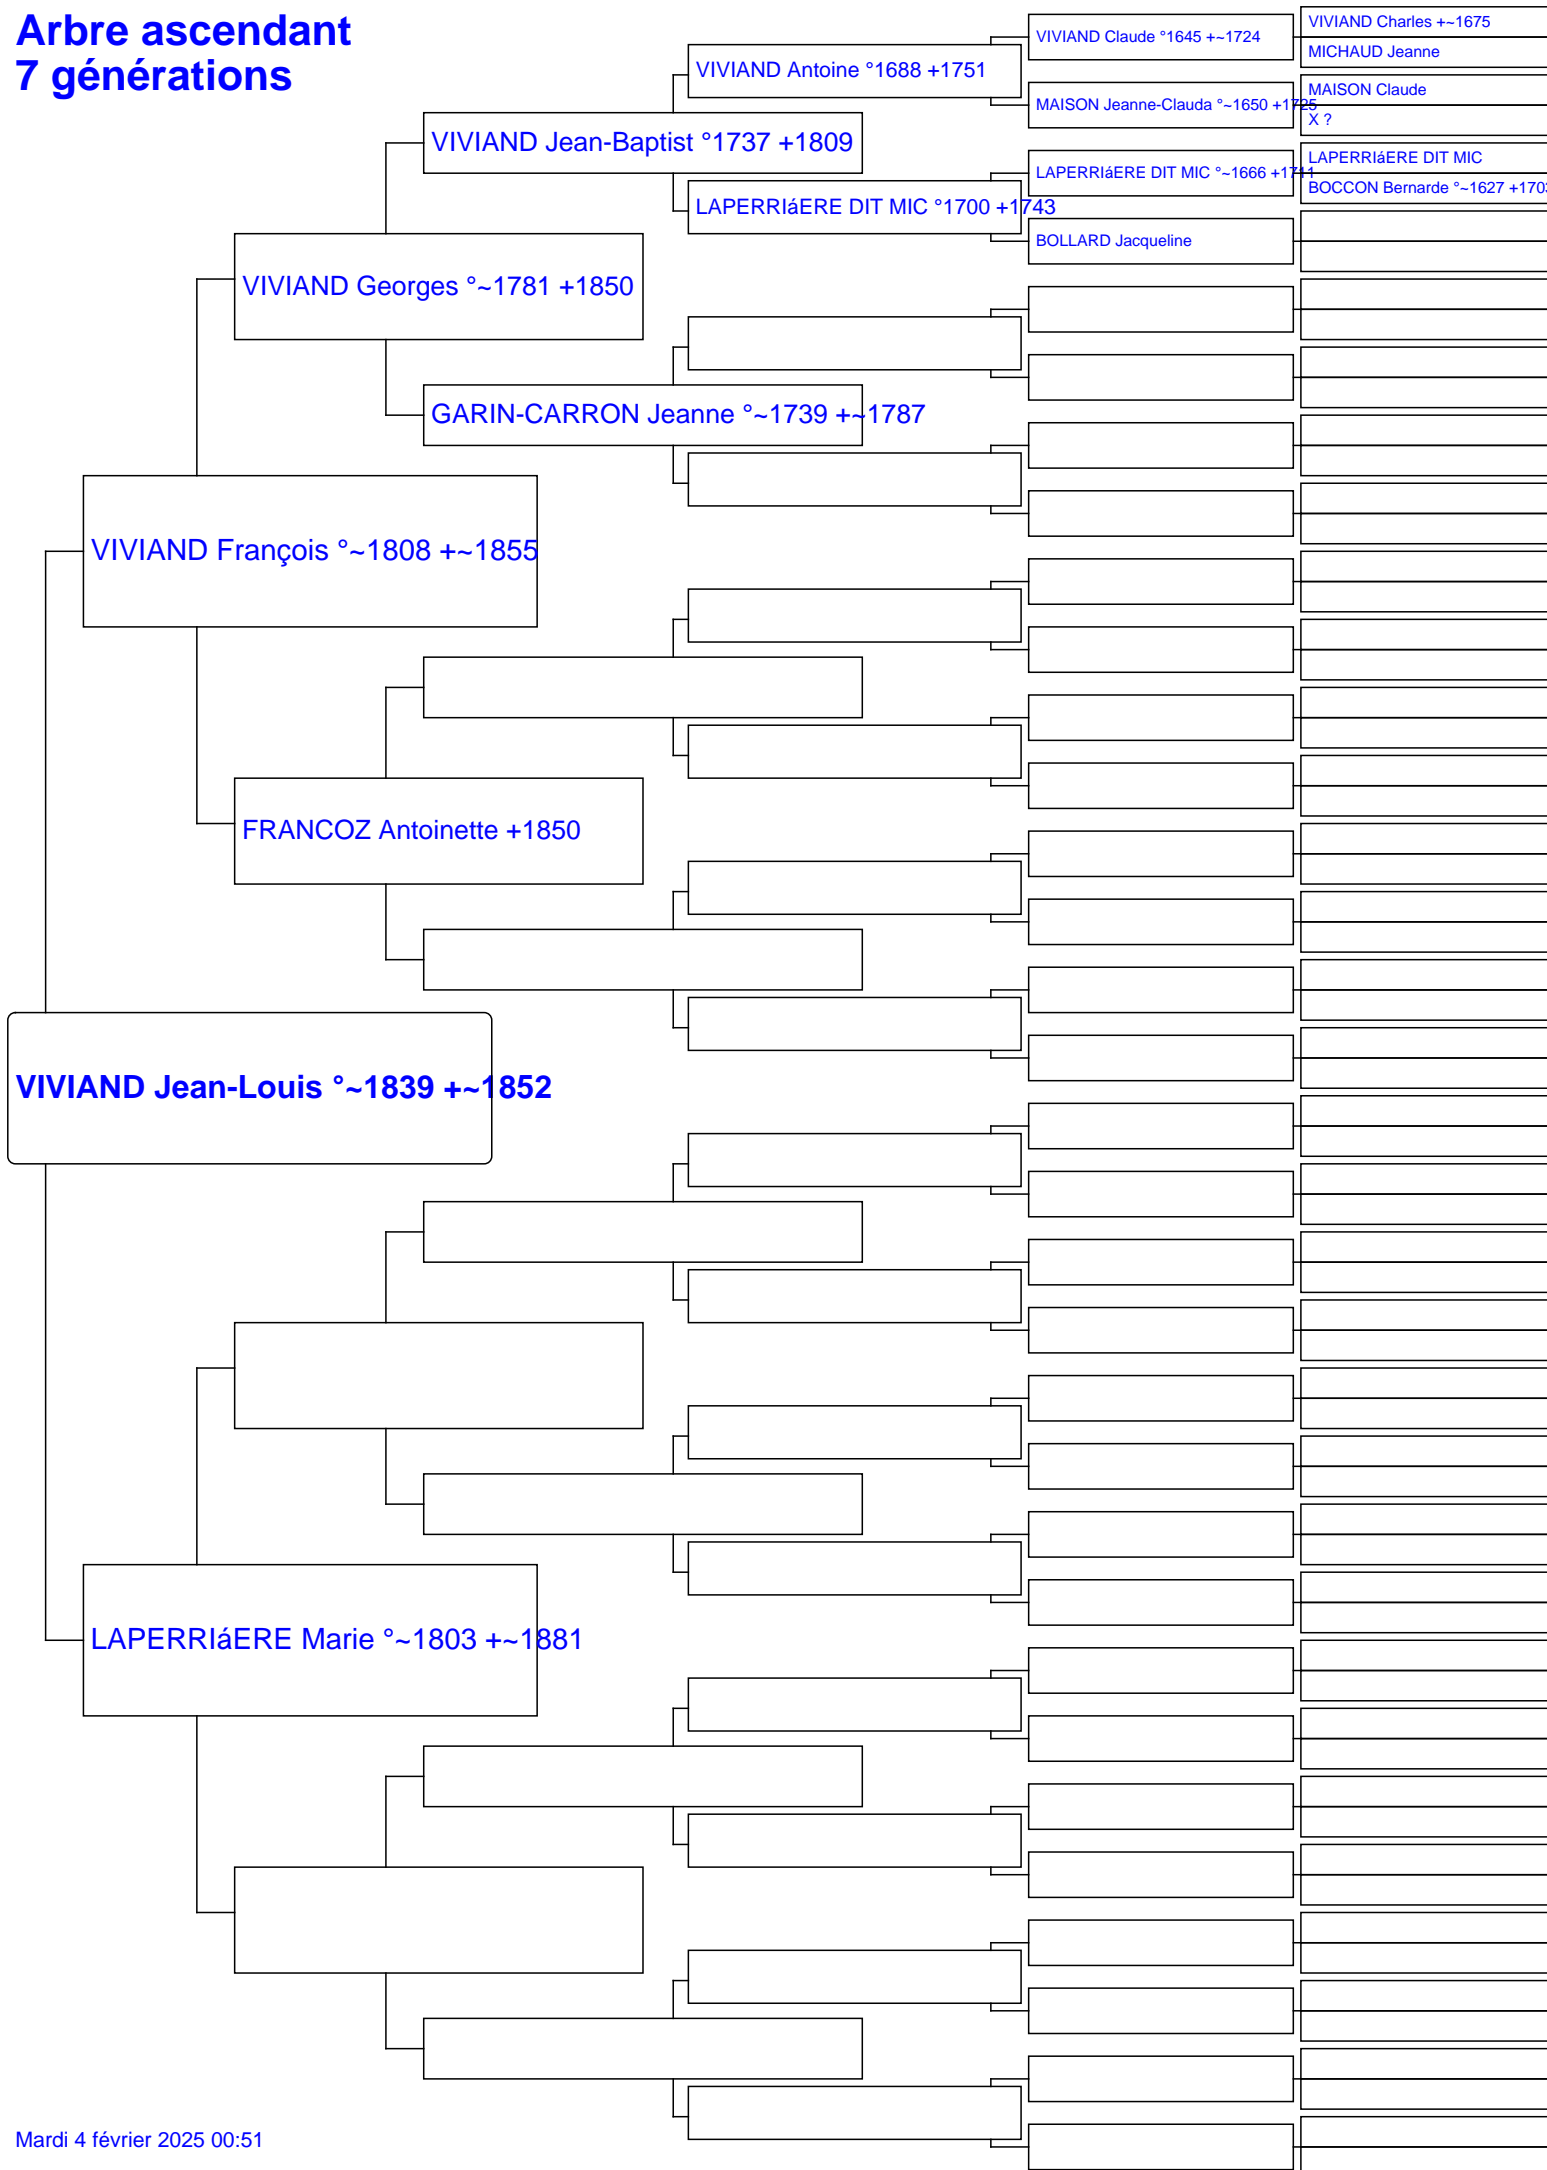 Arbre ascendant
7 générations
VIVIAND Charles +~1675
VIVIAND Claude °1645 +~1724
MICHAUD Jeanne
VIVIAND Antoine °1688 +1751
MAISON Claude
MAISON Jeanne-Clauda °~1650 +1725
X ?
VIVIAND Jean-Baptist °1737 +1809
LAPERRIáERE DIT MIC
LAPERRIáERE DIT MIC °~1666 +1711
BOCCON Bernarde °~1627 +1703
LAPERRIáERE DIT MIC °1700 +1743
BOLLARD Jacqueline
VIVIAND Georges °~1781 +1850
GARIN-CARRON Jeanne °~1739 +~1787
VIVIAND François °~1808 +~1855
FRANCOZ Antoinette +1850
VIVIAND Jean-Louis °~1839 +~1852
LAPERRIáERE Marie °~1803 +~1881
Mardi 4 février 2025 00:51